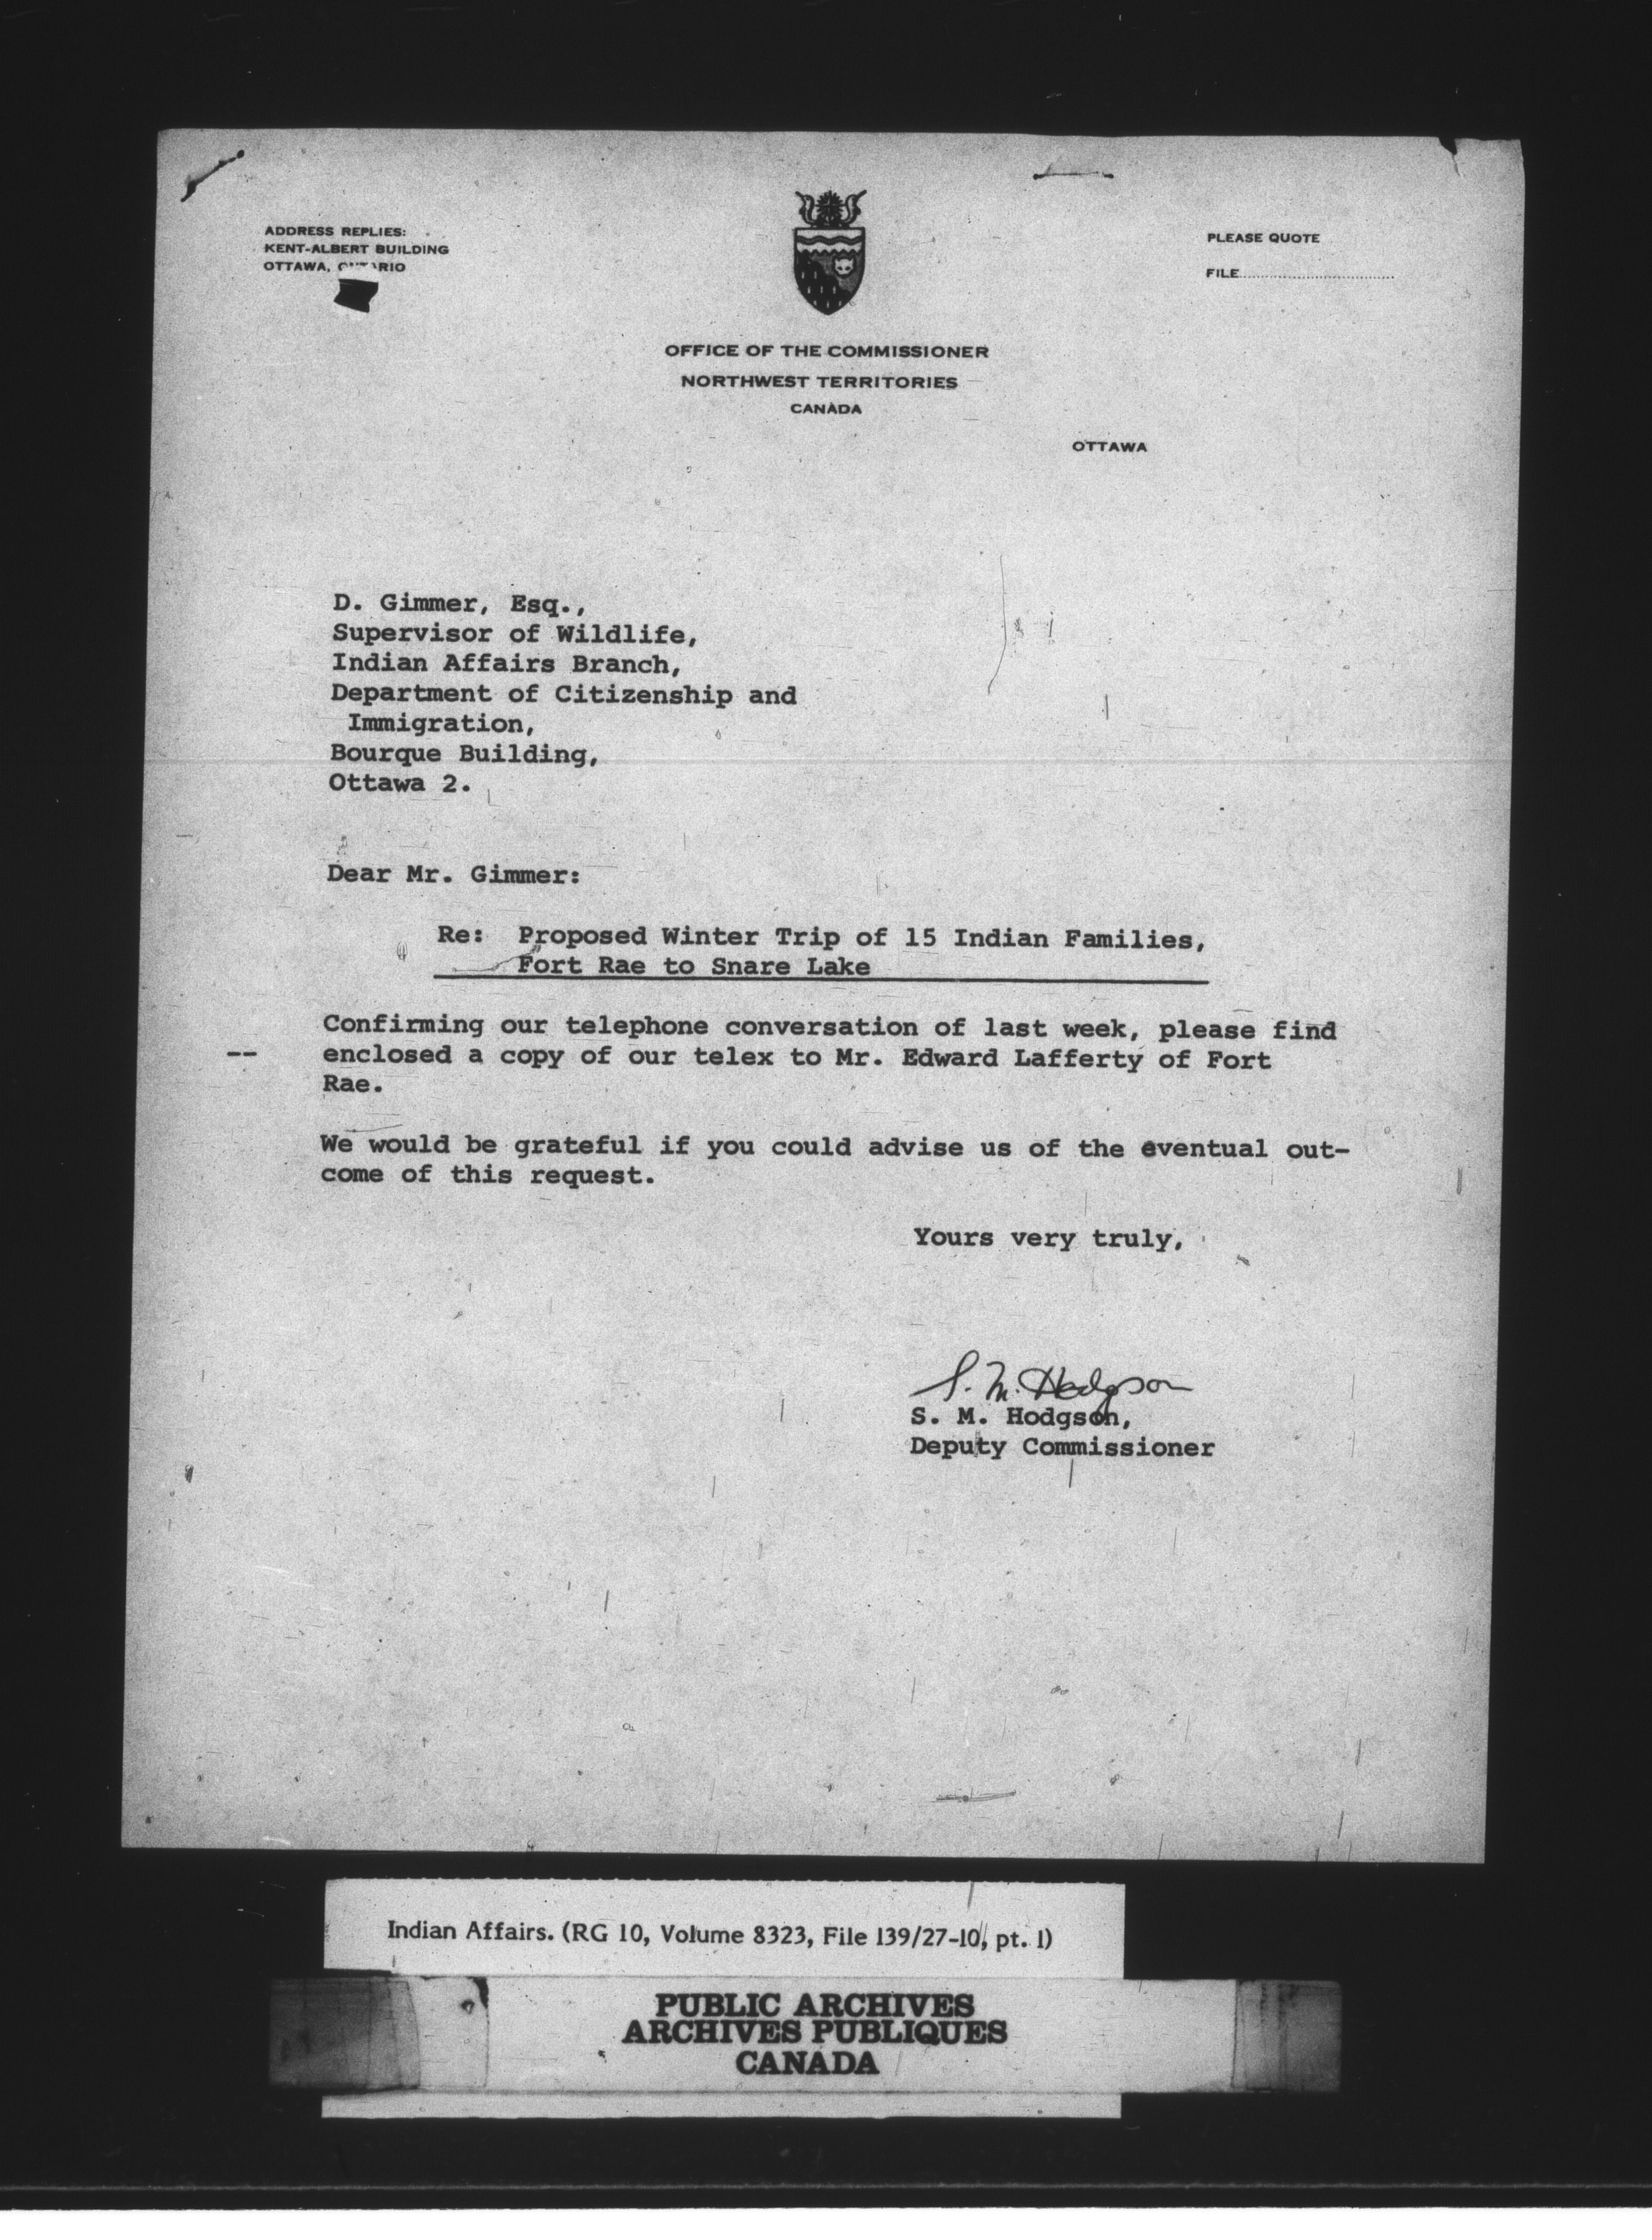 ADDRESS REPLIES:
KENT-ALBERT BUILDING
OTTAWA, ONTARIO
PLEASE QUOTE
FILE
OFFICE OF THE COMMISSIONER
NORTHWEST TERRITORIES
CANADA
OTTAWA
D. Gimmer, Esq.,
Supervisor of Wildlife,
Indian Affairs Branch,
Department of Citizenship and
Immigration,
Bourque Building,
Ottawa 2.
Dear Mr. Gimmer:
Re: Proposed Winter Trip of 15 Indian Families,
Fort Rae to Snare Lake
Confirming our telephone conversation of last week, please find
-- enclosed a copy of our telex to Mr. Edward Lafferty of Fort
Rae.
We would be grateful if you could advise us of the eventual out-
come of this request.
Yours very truly,
S. M. Hodgson
S. M. Hodgson,
Deputy Commissioner
Indian Affairs. (RG 10, Volume 8323, File 139/27-10, pt. 1)
PUBLIC ARCHIVES
ARCHIVES PUBLIQUES
CANADA